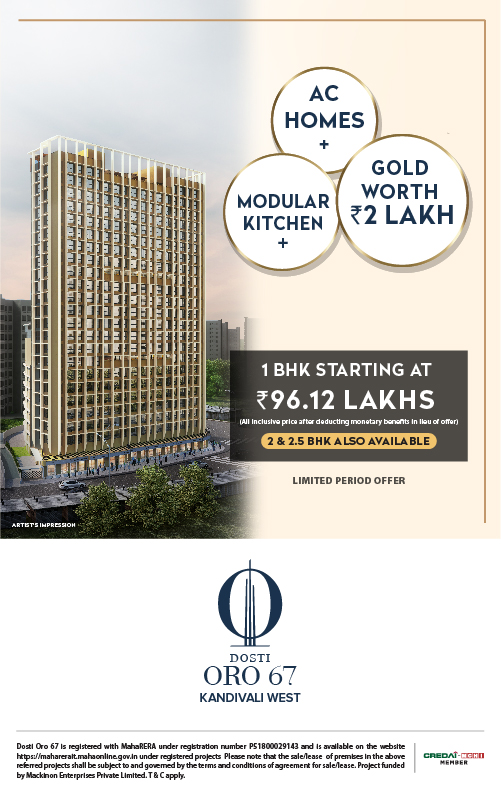 AC
HOMES
+
MODULAR
KITCHEN
+
GOLD
WORTH
₹2 LAKH
1 BHK STARTING AT
₹96.12 LAKHS
(All inclusive price after deducting monetary benefits in lieu of offer)
2 & 2.5 BHK ALSO AVAILABLE
LIMITED PERIOD OFFER
ARTIST'S IMPRESSION
DOSTI
ORO 67
KANDIVALI WEST
Dosti Oro 67 is registered with MahaRERA under registration number P51800029143 and is available on the website
https://maharerait.mahaonline.gov.in under registered projects Please note that the sale/lease of premises in the above
referred projects shall be subject to and governed by the terms and conditions of agreement for sale/lease. Project funded
by Mackinon Enterprises Private Limited. T & C apply.
CREDAI-MCHI
MEMBER